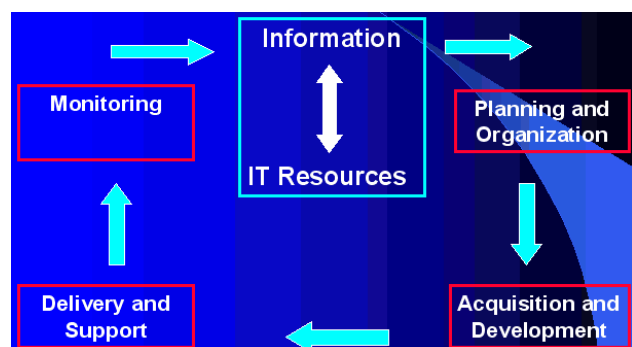 Information
IT Resources
Monitoring
Planning and
Organization
Delivery and
Support
Acquisition and
Development